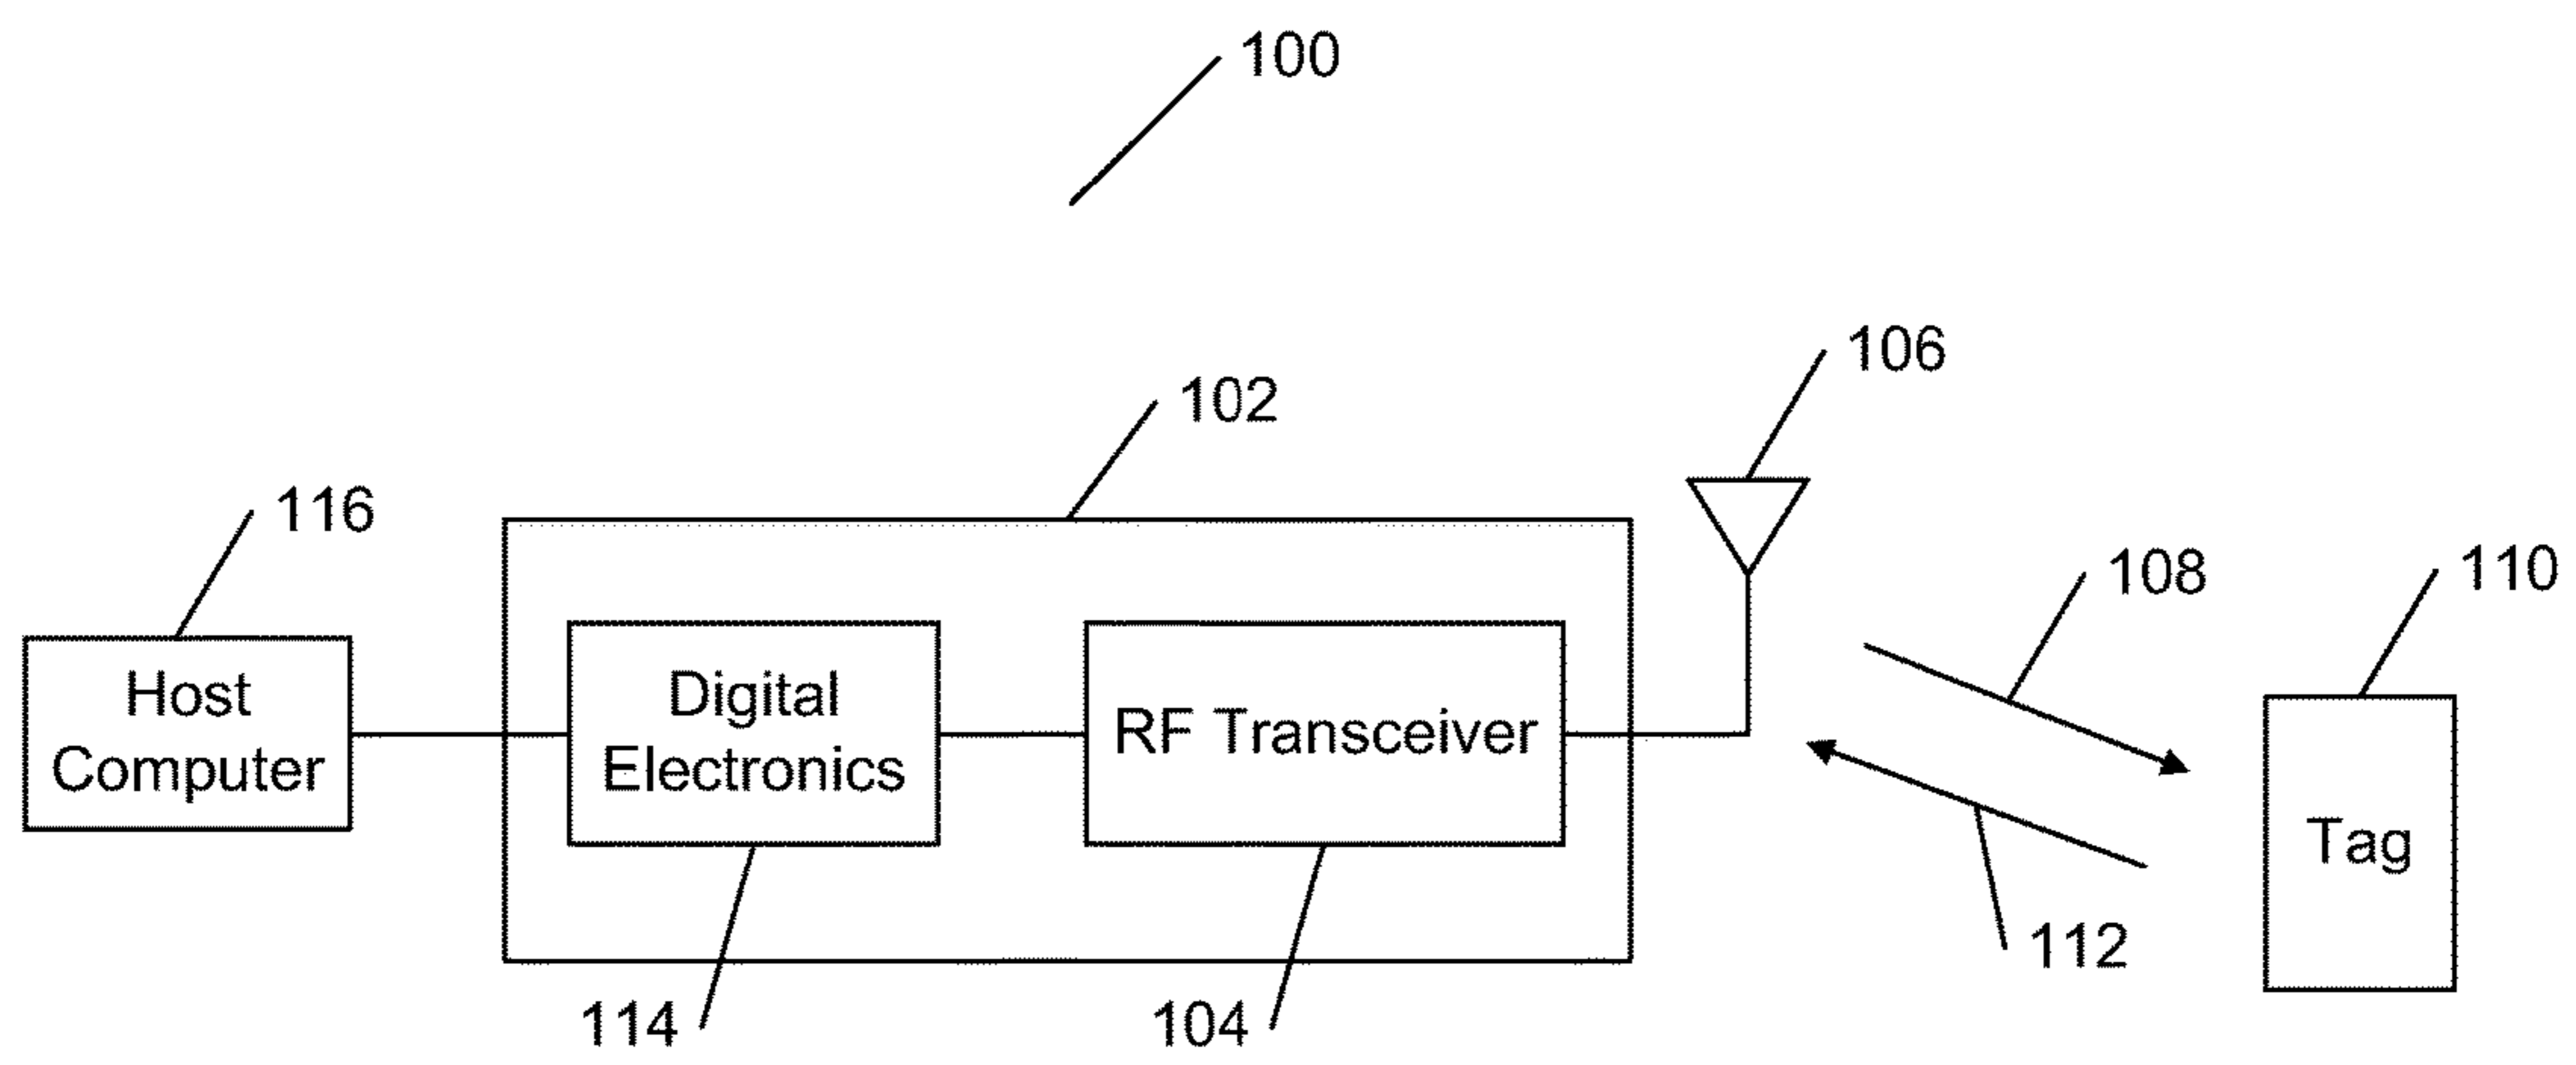 100
106
102
116
108
110
Host
Computer
Digital
Electronics
RF Transceiver
Tag
112
114
104